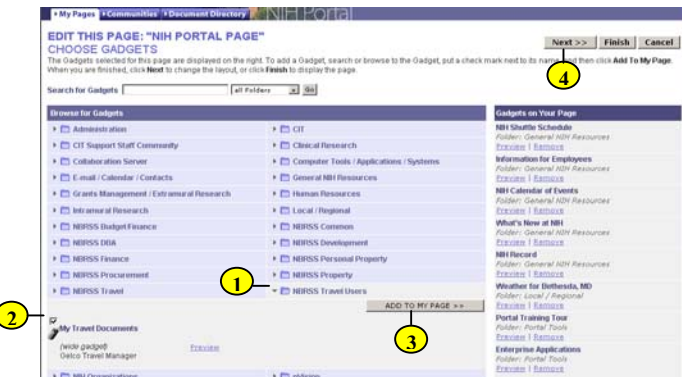 My Pages Communities Document Directory NIH Portal
EDIT THIS PAGE: "NIH PORTAL PAGE"
CHOOSE GADGETS
Next >> Finish Cancel
The Gadgets selected for this page are displayed on the right. To add a Gadget, search or browse to the Gadget, put a check mark next to its name and then click Add To My Page.
When you are finished, click Next to change the layout, or click Finish to display the page.
4
Search for Gadgets all Folders Go
Browse for Gadgets
Administration CIT
CIT Support Staff Community Clinical Research
Collaboration Server Computer Tools / Applications / Systems
E-mail / Calendar / Contacts General NIH Resources
Grants Management / Extramural Research Human Resources
Intramural Research Local / Regional
NBRSS Budget Finance NBRSS Common
NBRSS DDA NBRSS Development
NBRSS Finance NBRSS Personal Property
NBRSS Procurement NBRSS Property
NBRSS Travel NBRSS Travel Users
1
ADD TO MY PAGE >>
2
3
My Travel Documents
(wide gadget) Preview
Gelco Travel Manager
NIH Organizations eMising
Gadgets on Your Page
NIH Shuttle Schedule
Folder: General NIH Resources
Preview | Remove
Information for Employees
Folder: General NIH Resources
Preview | Remove
NIH Calendar of Events
Folder: General NIH Resources
Preview | Remove
What's New at NIH
Folder: General NIH Resources
Preview | Remove
NIH Record
Folder: General NIH Resources
Preview | Remove
Weather for Bethesda, MD
Folder: Local / Regional
Preview | Remove
Portal Training Tour
Folder: Portal Tools
Preview | Remove
Enterprise Applications
Folder: Portal Tools
Preview | Remove